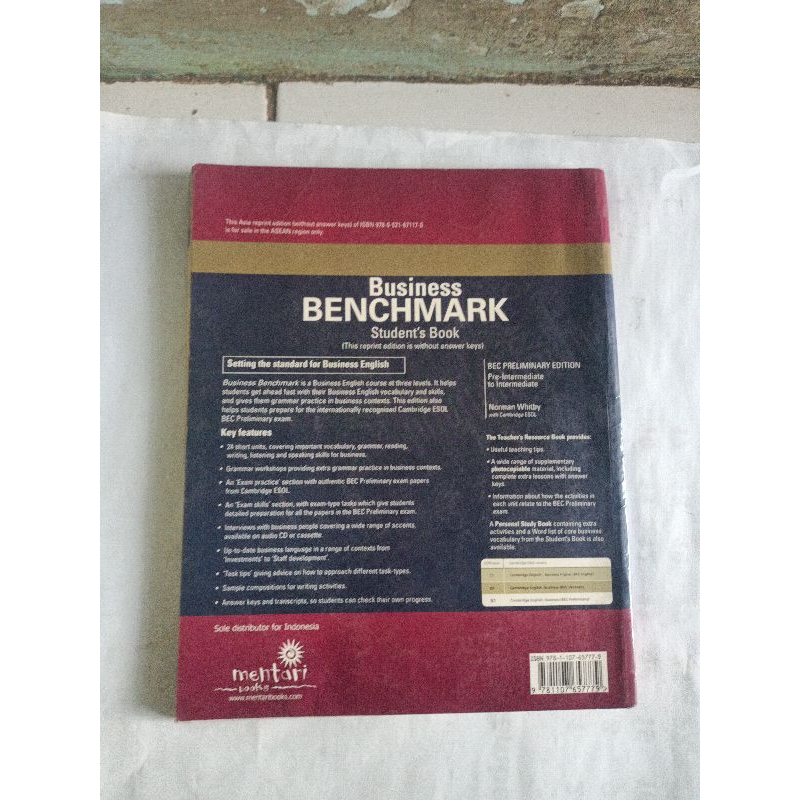 This Asia reprint edition (without answer keys) of ISBN 978-0-521-67117-0
is for sale in the ASEAN region only
Business
BENCHMARK
Student's Book
(This reprint edition is without answer keys)
Setting the standard for Business English
Business Benchmark is a Business English course at three levels. It helps
students get ahead fast with their Business English vocabulary and skills,
and gives them grammar practice in business contexts. This edition also
helps students prepare for the internationally recognised Cambridge ESOL
BEC Preliminary exam.
Key features
• 24 short units, covering important vocabulary, grammar, reading,
writing, listening and speaking skills for business.
• Grammar workshops providing extra grammar practice in business contexts.
• An 'Exam practice' section with authentic BEC Preliminary exam papers
from Cambridge ESOL.
• An 'Exam skills' section, with exam-type tasks which give students
detailed preparation for all the papers in the BEC Preliminary exam.
• Interviews with business people covering a wide range of accents,
available on audio CD or cassette.
• Up-to-date business language in a range of contexts from
'Investments' to 'Staff development'.
• 'Task tips' giving advice on how to approach different task-types.
• Sample compositions for writing activities.
• Answer keys and transcripts, so students can check their own progress.
BEC PRELIMINARY EDITION
Pre-Intermediate
to Intermediate
Norman Whitby
with Cambridge ESOL
The Teacher's Resource Book provides:
• Useful teaching tips
• A wide range of supplementary
photocopiable material, including
complete extra lessons with answer
keys
• Information about how the activities in
each unit relate to the BEC Preliminary
exam.
A Personal Study Book containing extra
activities and a Word list of core business
vocabulary from the Student's Book is also
available.
B1
Sole distributor for Indonesia
mentari
books
www.mentaribooks.com
ISBN 978-1-107-65777-9
9 781107 657779